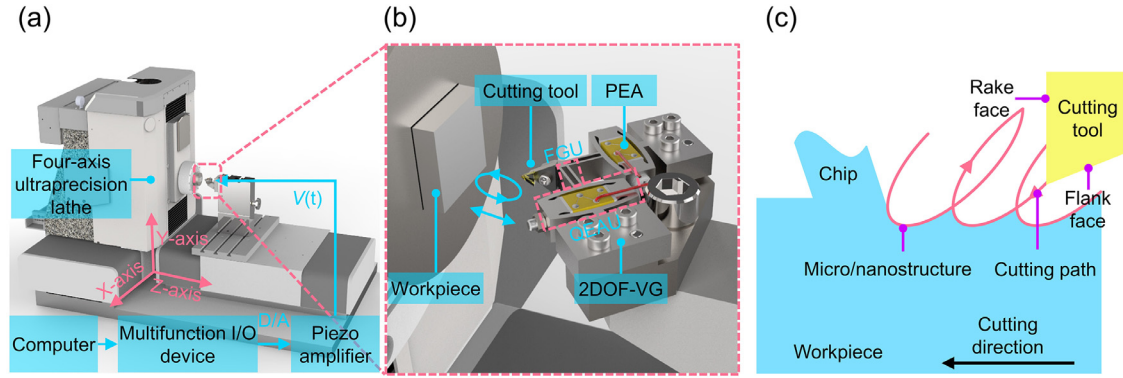 (a)
Four-axis
ultraprecision
lathe
V(t)
Y-axis
X-axis
Z-axis
Computer
Multifunction I/O
device
D/A
Piezo
amplifier
(b)
Cutting tool
PEA
FGU
QEAU
Workpiece
2DOF-VG
(c)
Rake
face
Cutting
tool
Chip
Flank
face
Micro/nanostructure
Cutting path
Cutting
direction
Workpiece